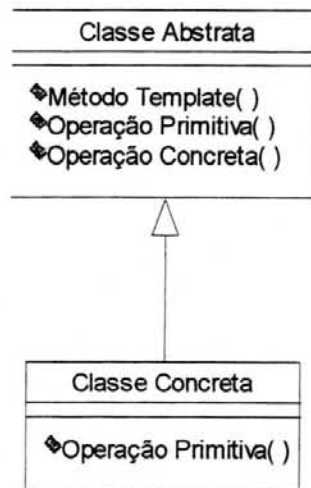 Classe Abstrata
Método Template( )
Operação Primitiva( )
Operação Concreta( )
Classe Concreta
Operação Primitiva( )